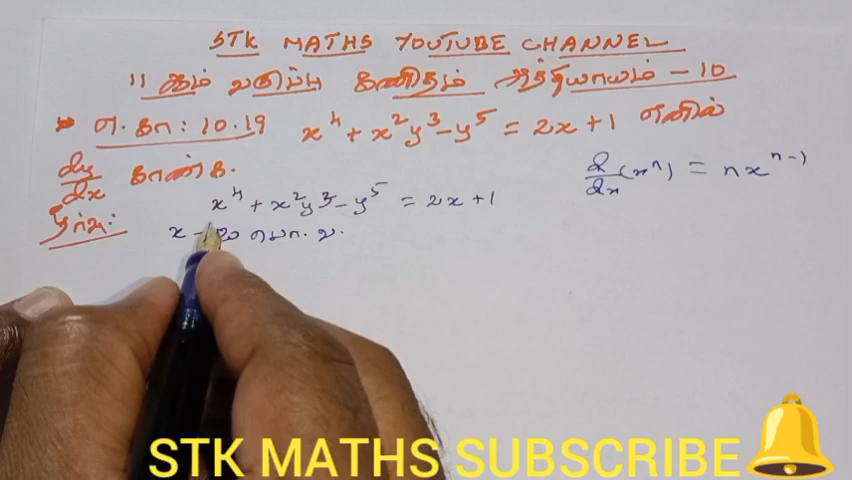 STK MATHS YOUTUBE CHANNEL
11 ஆம் வகுப்பு கணிதம் அத்தியாயம் - 10
எ.கா : 10.19 x⁴ + x²y³ - y⁵ = 2x + 1 எனில்
dy/dx காண்க.
d/dx (xⁿ) = nxⁿ⁻¹
தீர்வு:
x⁴ + x²y³ - y⁵ = 2x + 1
x - ஐ பொ. வ.
STK MATHS SUBSCRIBE